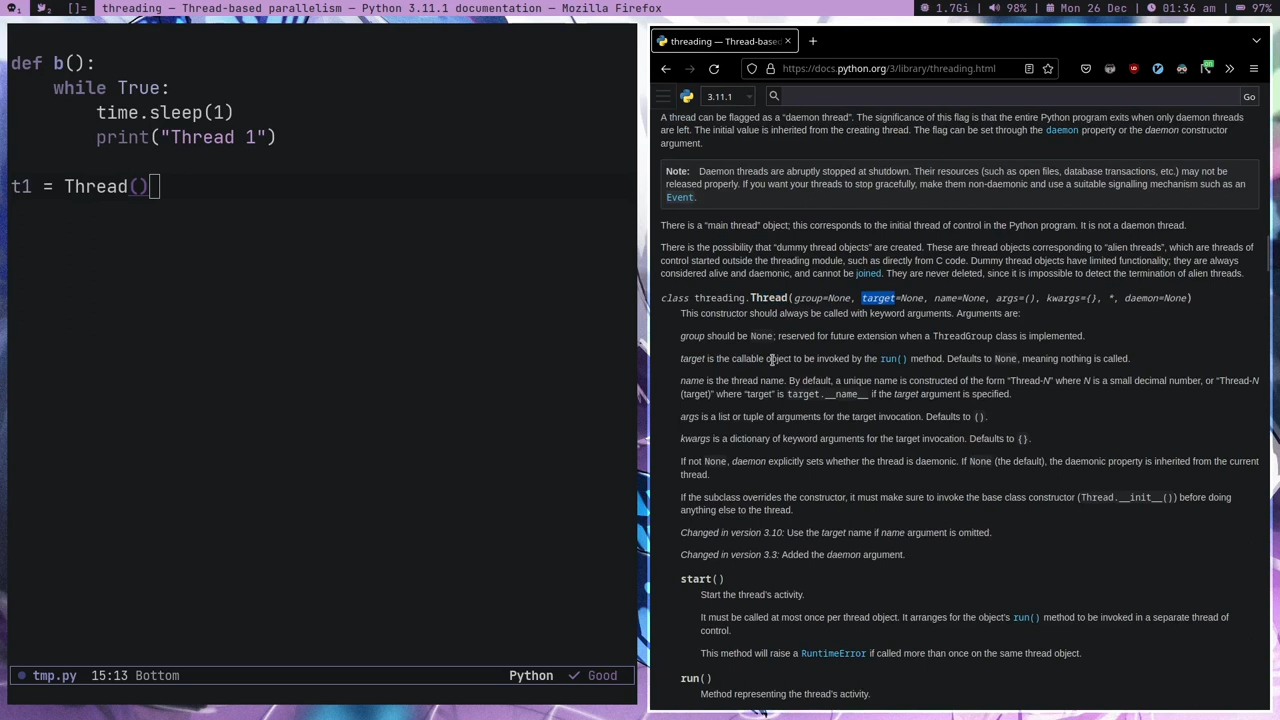 threading — Thread-based parallelism — Python 3.11.1 documentation — Mozilla Firefox
1.7Gi
98%
Mon 26 Dec
01:36 am
97%
def b():
while True:
time.sleep(1)
print("Thread 1")
t1 = Thread()
tmp.py 15:13 Bottom Python ✓ Good
threading — Thread-based
https://docs.python.org/3/library/threading.html
3.11.1
Go
A thread can be flagged as a “daemon thread”. The significance of this flag is that the entire Python program exits when only daemon threads
are left. The initial value is inherited from the creating thread. The flag can be set through the daemon property or the daemon constructor
argument.
Note: Daemon threads are abruptly stopped at shutdown. Their resources (such as open files, database transactions, etc.) may not be
released properly. If you want your threads to stop gracefully, make them non-daemonic and use a suitable signalling mechanism such as an
Event.
There is a “main thread” object; this corresponds to the initial thread of control in the Python program. It is not a daemon thread.
There is the possibility that “dummy thread objects” are created. These are thread objects corresponding to “alien threads”, which are threads of
control started outside the threading module, such as directly from C code. Dummy thread objects have limited functionality; they are always
considered alive and daemonic, and cannot be joined. They are never deleted, since it is impossible to detect the termination of alien threads.
class threading.Thread(group=None, target=None, name=None, args=(), kwargs={}, *, daemon=None)
This constructor should always be called with keyword arguments. Arguments are:
group should be None; reserved for future extension when a ThreadGroup class is implemented.
target is the callable object to be invoked by the run() method. Defaults to None, meaning nothing is called.
name is the thread name. By default, a unique name is constructed of the form “Thread-N” where N is a small decimal number, or “Thread-N
(target)” where “target” is target.__name__ if the target argument is specified.
args is a list or tuple of arguments for the target invocation. Defaults to ().
kwargs is a dictionary of keyword arguments for the target invocation. Defaults to {}.
If not None, daemon explicitly sets whether the thread is daemonic. If None (the default), the daemonic property is inherited from the current
thread.
If the subclass overrides the constructor, it must make sure to invoke the base class constructor (Thread.__init__()) before doing
anything else to the thread.
Changed in version 3.10: Use the target name if name argument is omitted.
Changed in version 3.3: Added the daemon argument.
start()
Start the thread’s activity.
It must be called at most once per thread object. It arranges for the object’s run() method to be invoked in a separate thread of
control.
This method will raise a RuntimeError if called more than once on the same thread object.
run()
Method representing the thread’s activity.